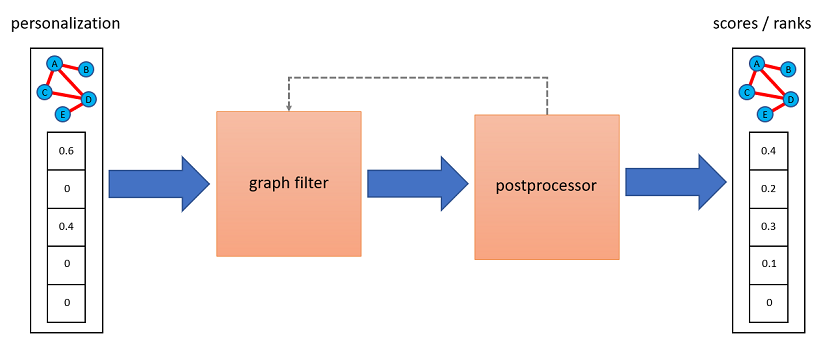 personalization
scores / ranks
A
B
C
D
E
0.6
0
0.4
0
0
graph filter
postprocessor
A
B
C
D
E
0.4
0.2
0.3
0.1
0